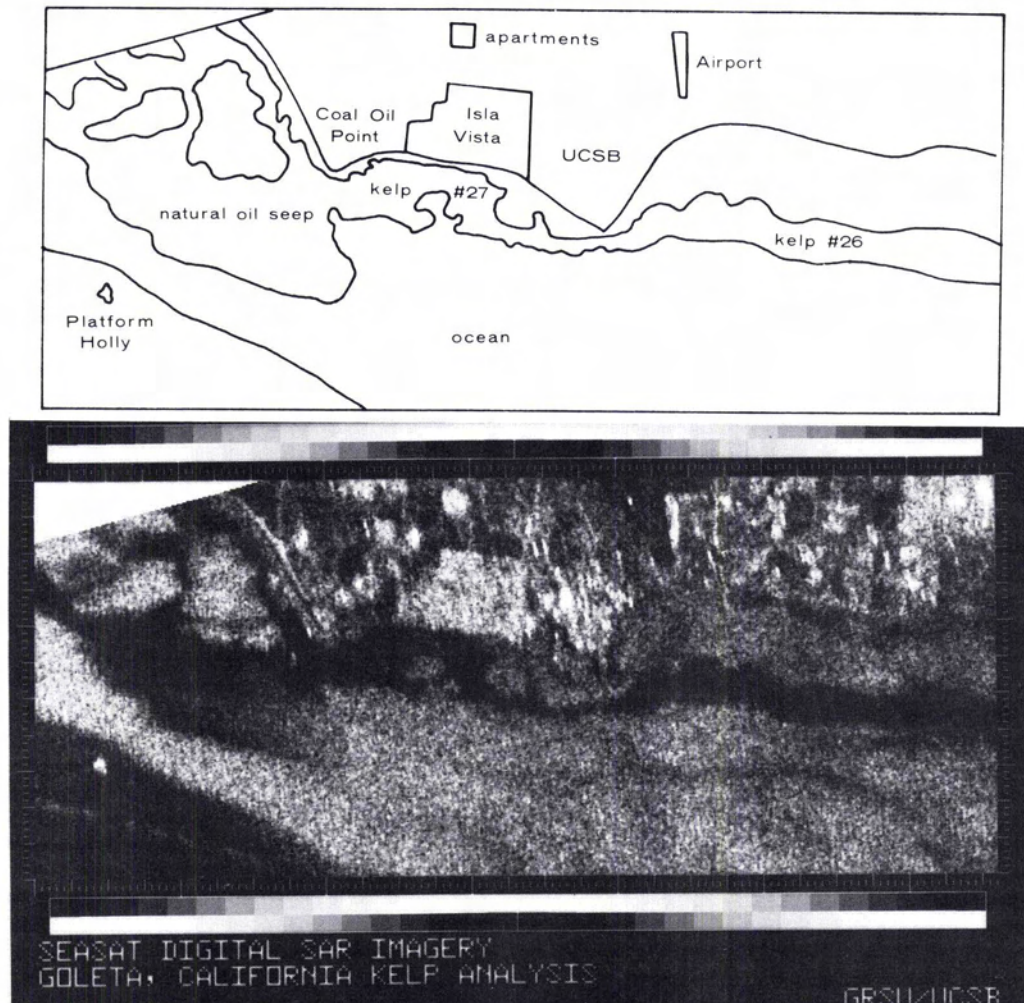 apartments
Airport
Coal Oil
Point
Isla
Vista
UCSB
kelp #27
natural oil seep
kelp #26
Platform
Holly
ocean
SEASAT DIGITAL SAR IMAGERY
GOLETA, CALIFORNIA KELP ANALYSIS
GRSU/UCSB